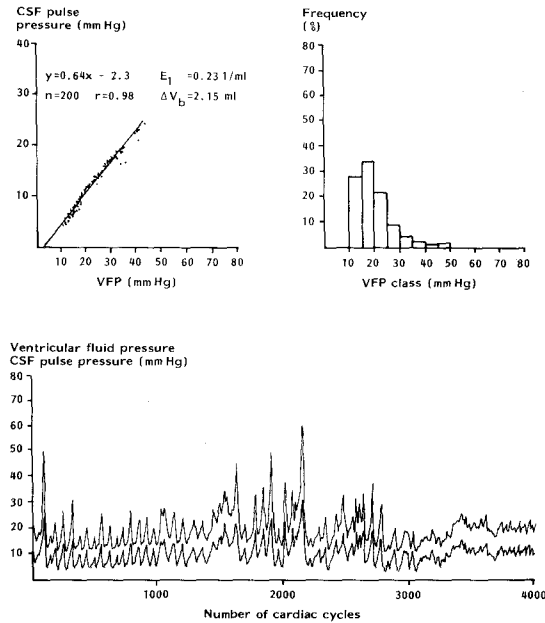 CSF pulse
pressure (mm Hg)
40
30
20
10
y=0.64x - 2.3 E1 =0.23 1/ml
n=200 r=0.98 ΔVb=2.15 ml
10 20 30 40 50 60 70 80
VFP (mm Hg)
Frequency
(%)
80
70
60
50
40
30
20
10
10 20 30 40 50 60 70 80
VFP class (mm Hg)
Ventricular fluid pressure
CSF pulse pressure (mm Hg)
80
70
60
50
40
30
20
10
1000 2000 3000 4000
Number of cardiac cycles